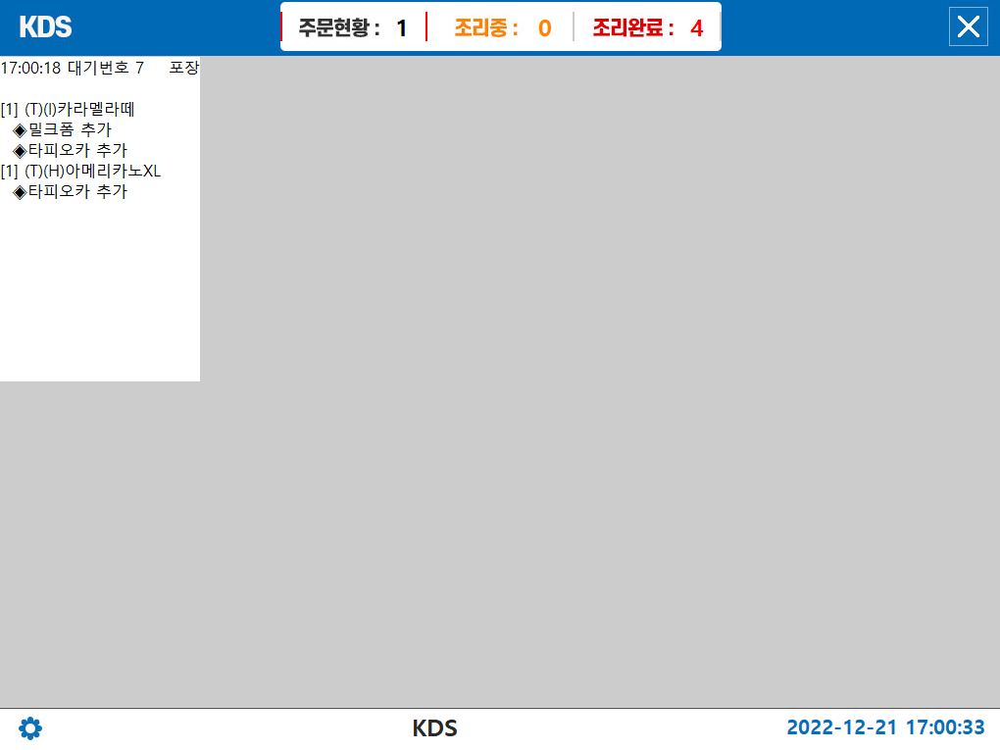 KDS
주문현황 : 1 조리중 : 0 조리완료 : 4
17:00:18 대기번호 7 포장
[1] (T)(I)카라멜라떼
◈밀크폼 추가
◈타피오카 추가
[1] (T)(H)아메리카노XL
◈타피오카 추가
KDS
2022-12-21 17:00:33